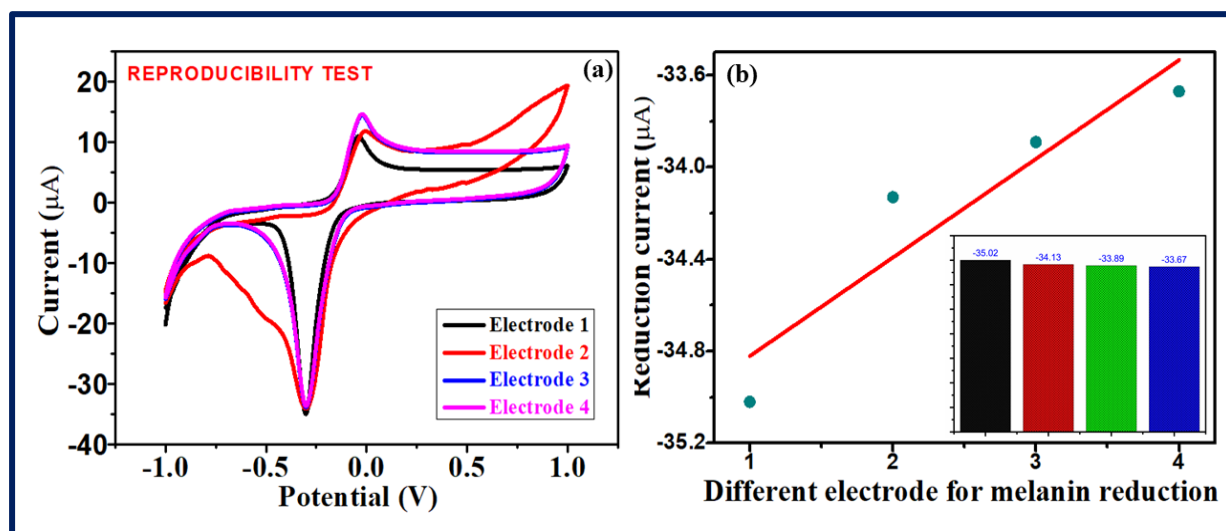 REPRODUCIBILITY TEST
(a)
Current (μA)
20
10
0
-10
-20
-30
-40
Electrode 1
Electrode 2
Electrode 3
Electrode 4
-1.0 -0.5 0.0 0.5 1.0
Potential (V)
(b)
Reduction current (μA)
-33.6
-34.0
-34.4
-34.8
-35.2
-35.02 -34.13 -33.89 -33.67
1 2 3 4
Different electrode for melanin reduction